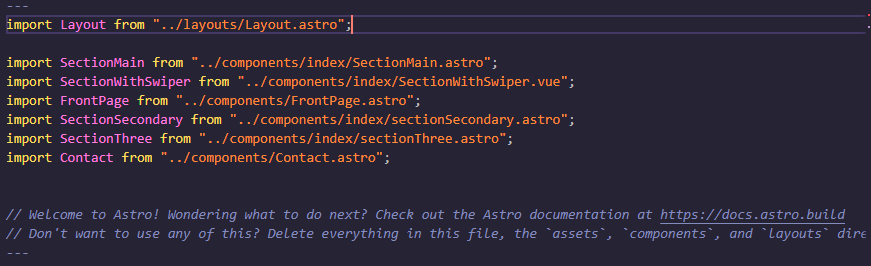 ---
import Layout from "../layouts/Layout.astro";
import SectionMain from "../components/index/SectionMain.astro";
import SectionWithSwiper from "../components/index/SectionWithSwiper.vue";
import FrontPage from "../components/FrontPage.astro";
import SectionSecondary from "../components/index/sectionSecondary.astro";
import SectionThree from "../components/index/sectionThree.astro";
import Contact from "../components/Contact.astro";
// Welcome to Astro! Wondering what to do next? Check out the Astro documentation at https://docs.astro.build
// Don't want to use any of this? Delete everything in this file, the `assets`, `components`, and `layouts` dire
---